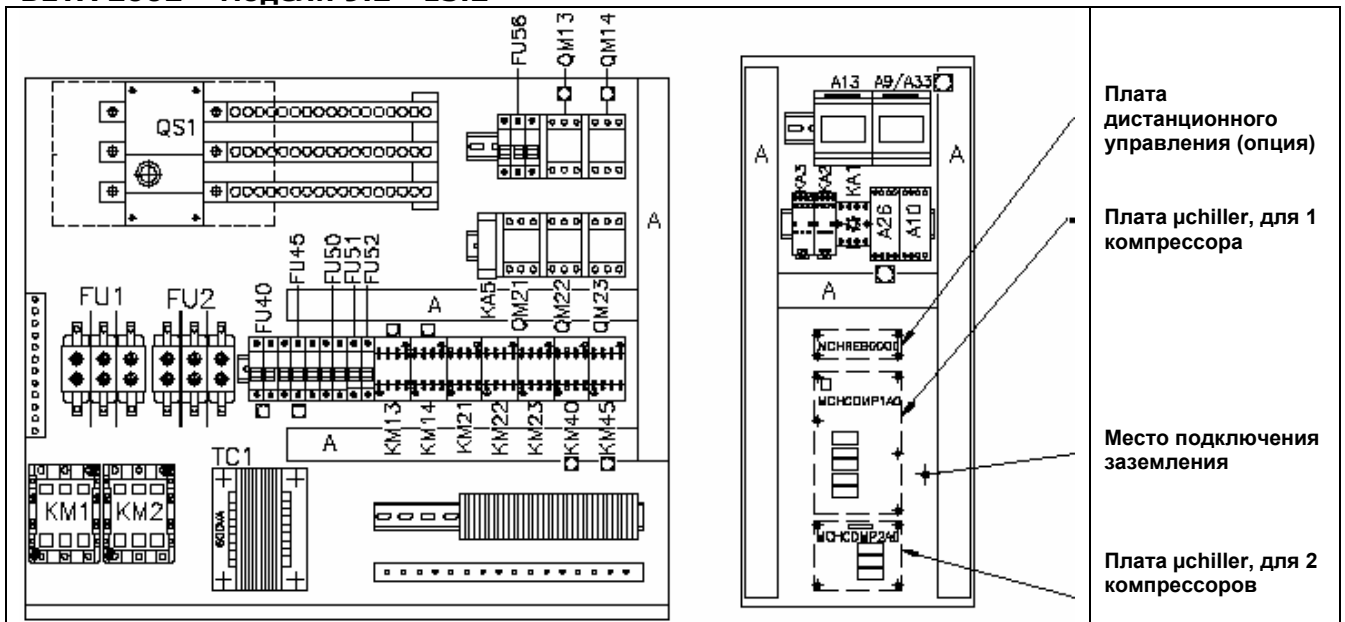 FU56
QM13
QM14
QS1
A
KA5
QM21
QM22
QM23
FU45
FU50
FU51
FU52
A
FU1
FU2
FU40
KM13
KM14
KM21
KM22
KM23
KM40
KM45
A
TC1
600VA
KM1
KM2
A13
A9/A33
A
A
KA3
KA2
KA1
A26
A10
A
MCHCOMP1A0
Плата
дистанционного
управления (опция)
Плата µchiller, для 1
компрессора
Место подключения
заземления
Плата µchiller, для 2
компрессоров